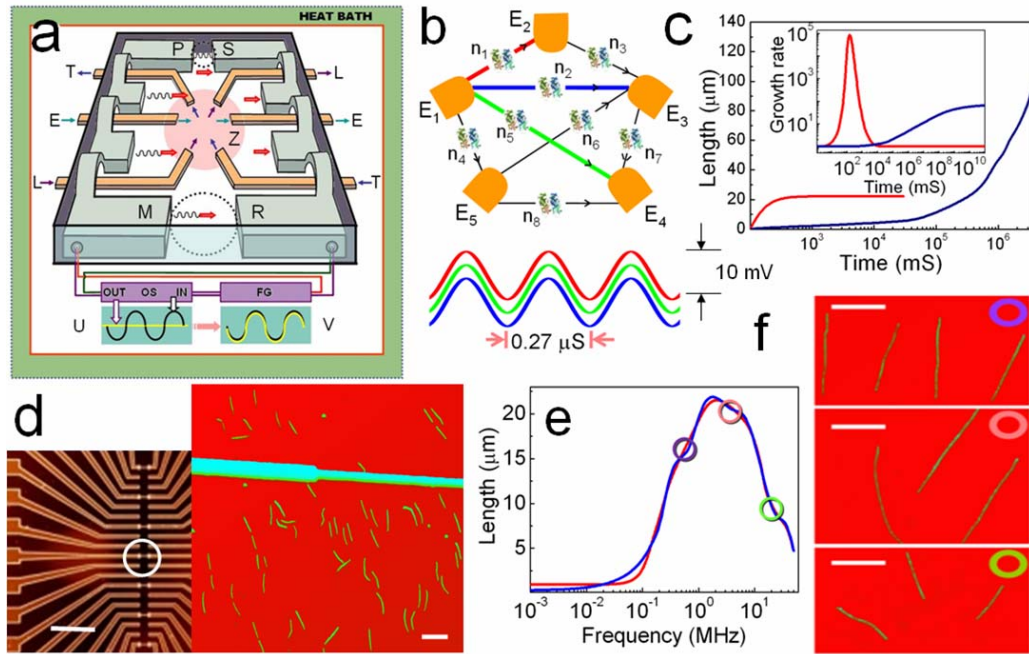 a
HEAT BATH
P S
T L
E E
Z
L T
M R
OUT OS IN FG
U V
b
E2
n1 n3
n2
E1 E3
n5 n6
n4 n7
E5 E4
n8
10 mV
0.27 μS
c
Length (μm)
140
120
100
80
60
40
20
0
10^3 10^4 10^5 10^6
Time (mS)
Growth rate
10^5
10^3
10^1
10^2 10^4 10^6 10^8 10^10
Time (mS)
d
e
Length (μm)
20
15
10
5
10^-3 10^-2 10^-1 10^0 10^1
Frequency (MHz)
f